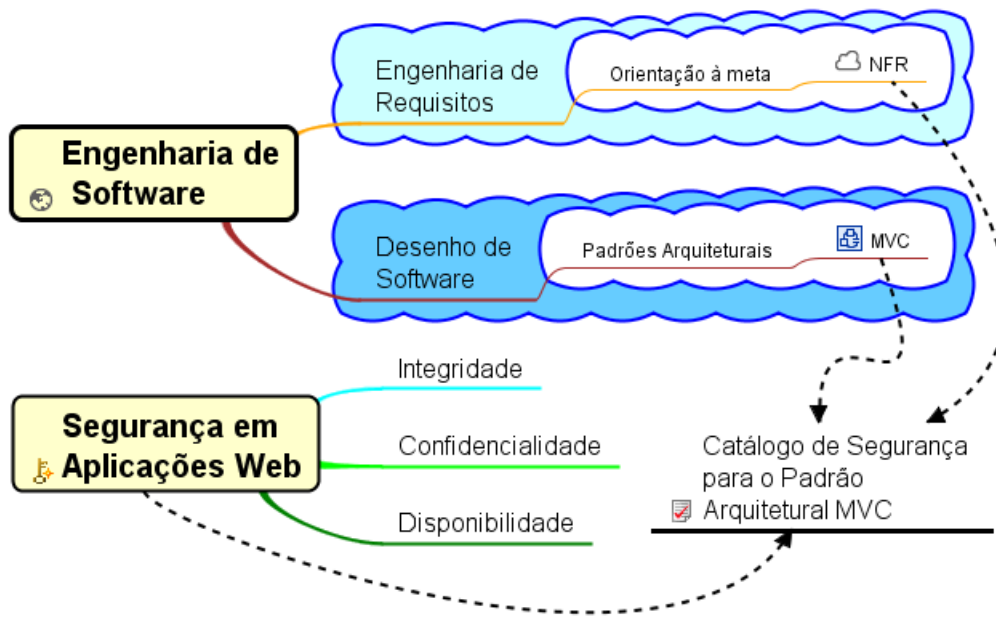 Engenharia de
Requisitos
Orientação à meta
NFR
Engenharia de
Software
Desenho de
Software
Padrões Arquiteturais
MVC
Integridade
Segurança em
Aplicações Web
Confidencialidade
Disponibilidade
Catálogo de Segurança
para o Padrão
Arquitetural MVC